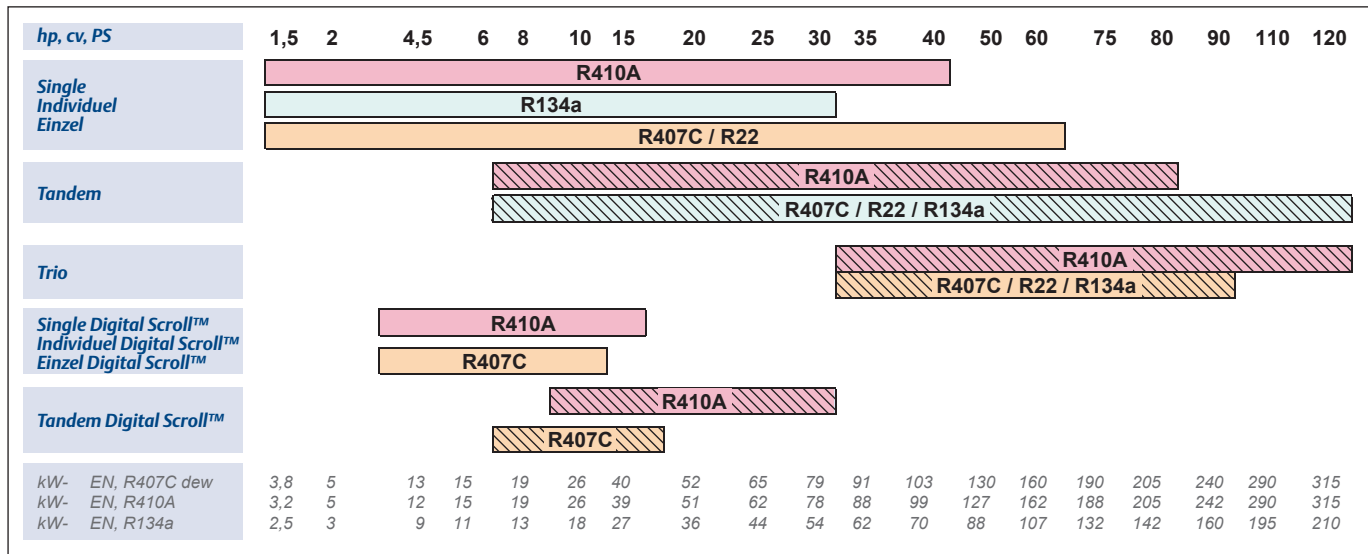 hp, cv, PS 1,5 2 4,5 6 8 10 15 20 25 30 35 40 50 60 75 80 90 110 120
Single
Individuel
Einzel
R410A
R134a
R407C / R22
Tandem
R410A
R407C / R22 / R134a
Trio
R410A
R407C / R22 / R134a
Single Digital Scroll™
Individuel Digital Scroll™
Einzel Digital Scroll™
R410A
R407C
Tandem Digital Scroll™
R410A
R407C
kW- EN, R407C dew 3,8 5 13 15 19 26 40 52 65 79 91 103 130 160 190 205 240 290 315
kW- EN, R410A 3,2 5 12 15 19 26 39 51 62 78 88 99 127 162 188 205 242 290 315
kW- EN, R134a 2,5 3 9 11 13 18 27 36 44 54 62 70 88 107 132 142 160 195 210